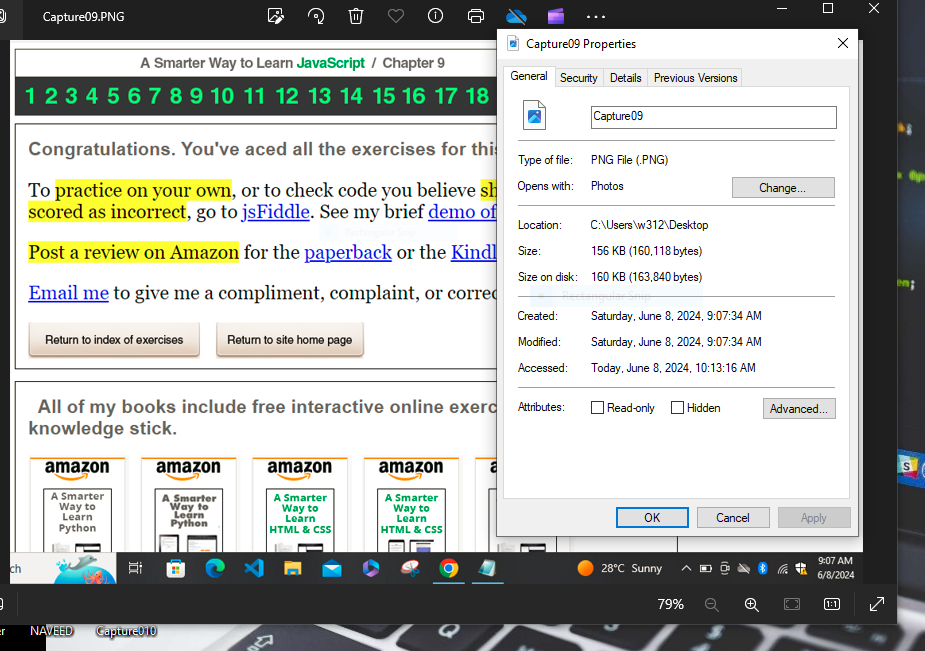 Capture09.PNG
A Smarter Way to Learn JavaScript / Chapter 9
1 2 3 4 5 6 7 8 9 10 11 12 13 14 15 16 17 18
Congratulations. You've aced all the exercises for this
To practice on your own, or to check code you believe sh
scored as incorrect, go to jsFiddle. See my brief demo of
Post a review on Amazon for the paperback or the Kindl
Email me to give me a compliment, complaint, or correc
Return to index of exercises
Return to site home page
All of my books include free interactive online exerc
knowledge stick.
amazon amazon amazon amazon a
A Smarter
Way to
Learn
Python
A Smarter
Way to
Learn
Python
A Smarter
Way to
Learn
HTML & CSS
A Smarter
Way to
Learn
HTML & CSS
Capture09 Properties
General Security Details Previous Versions
Capture09
Type of file: PNG File (.PNG)
Opens with: Photos
Change...
Location: C:\Users\w312\Desktop
Size: 156 KB (160,118 bytes)
Size on disk: 160 KB (163,840 bytes)
Rectangular Snip
Created: Saturday, June 8, 2024, 9:07:34 AM
Modified: Saturday, June 8, 2024, 9:07:34 AM
Accessed: Today, June 8, 2024, 10:13:16 AM
Attributes: Read-only Hidden
Advanced...
OK Cancel Apply
ch
28°C Sunny
9:07 AM
6/8/2024
79%
1:1
er
NAVEED
Capture010
Q
S